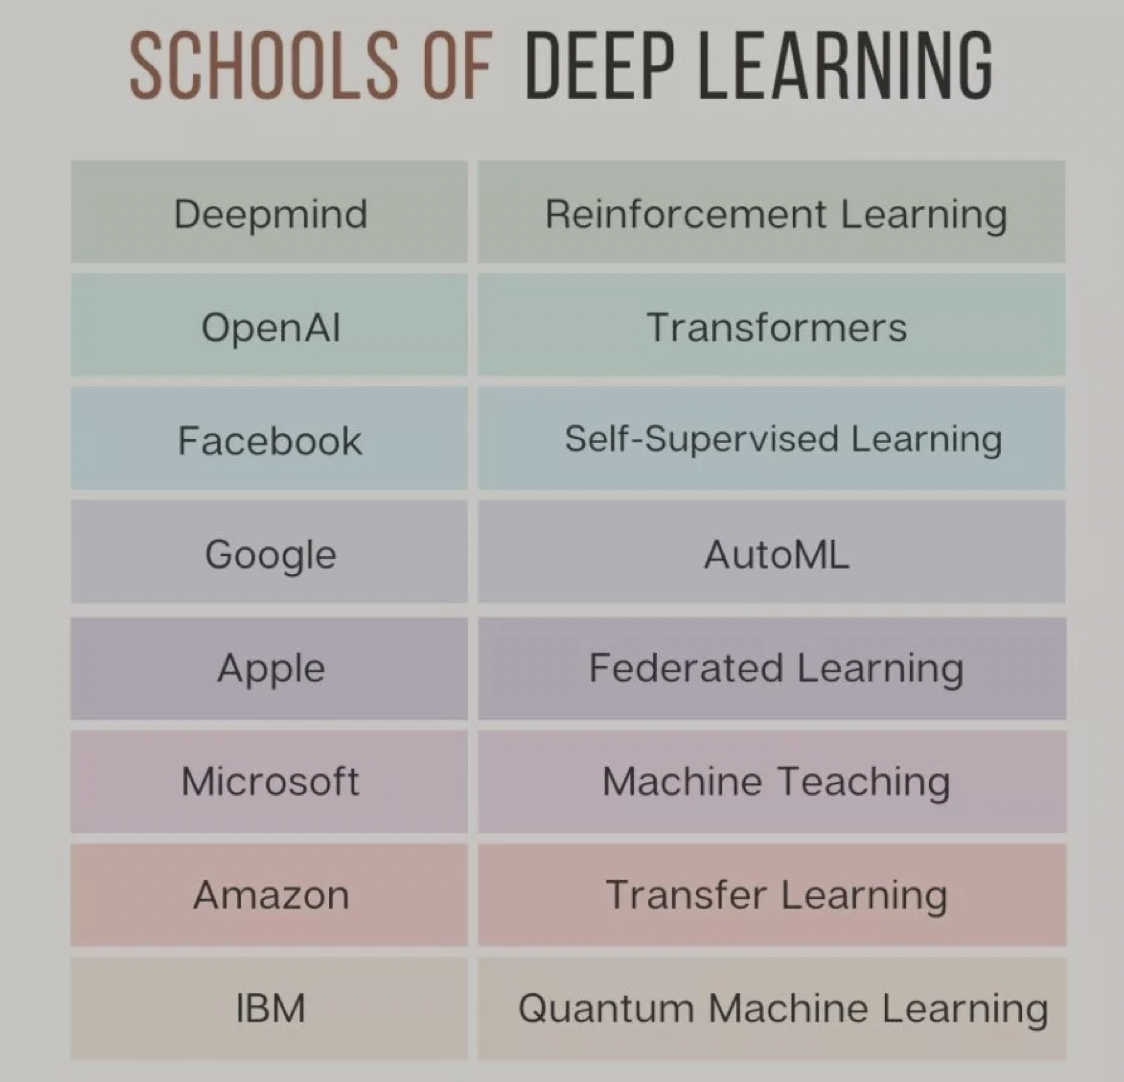 SCHOOLS OF DEEP LEARNING
Deepmind Reinforcement Learning
OpenAI Transformers
Facebook Self-Supervised Learning
Google AutoML
Apple Federated Learning
Microsoft Machine Teaching
Amazon Transfer Learning
IBM Quantum Machine Learning